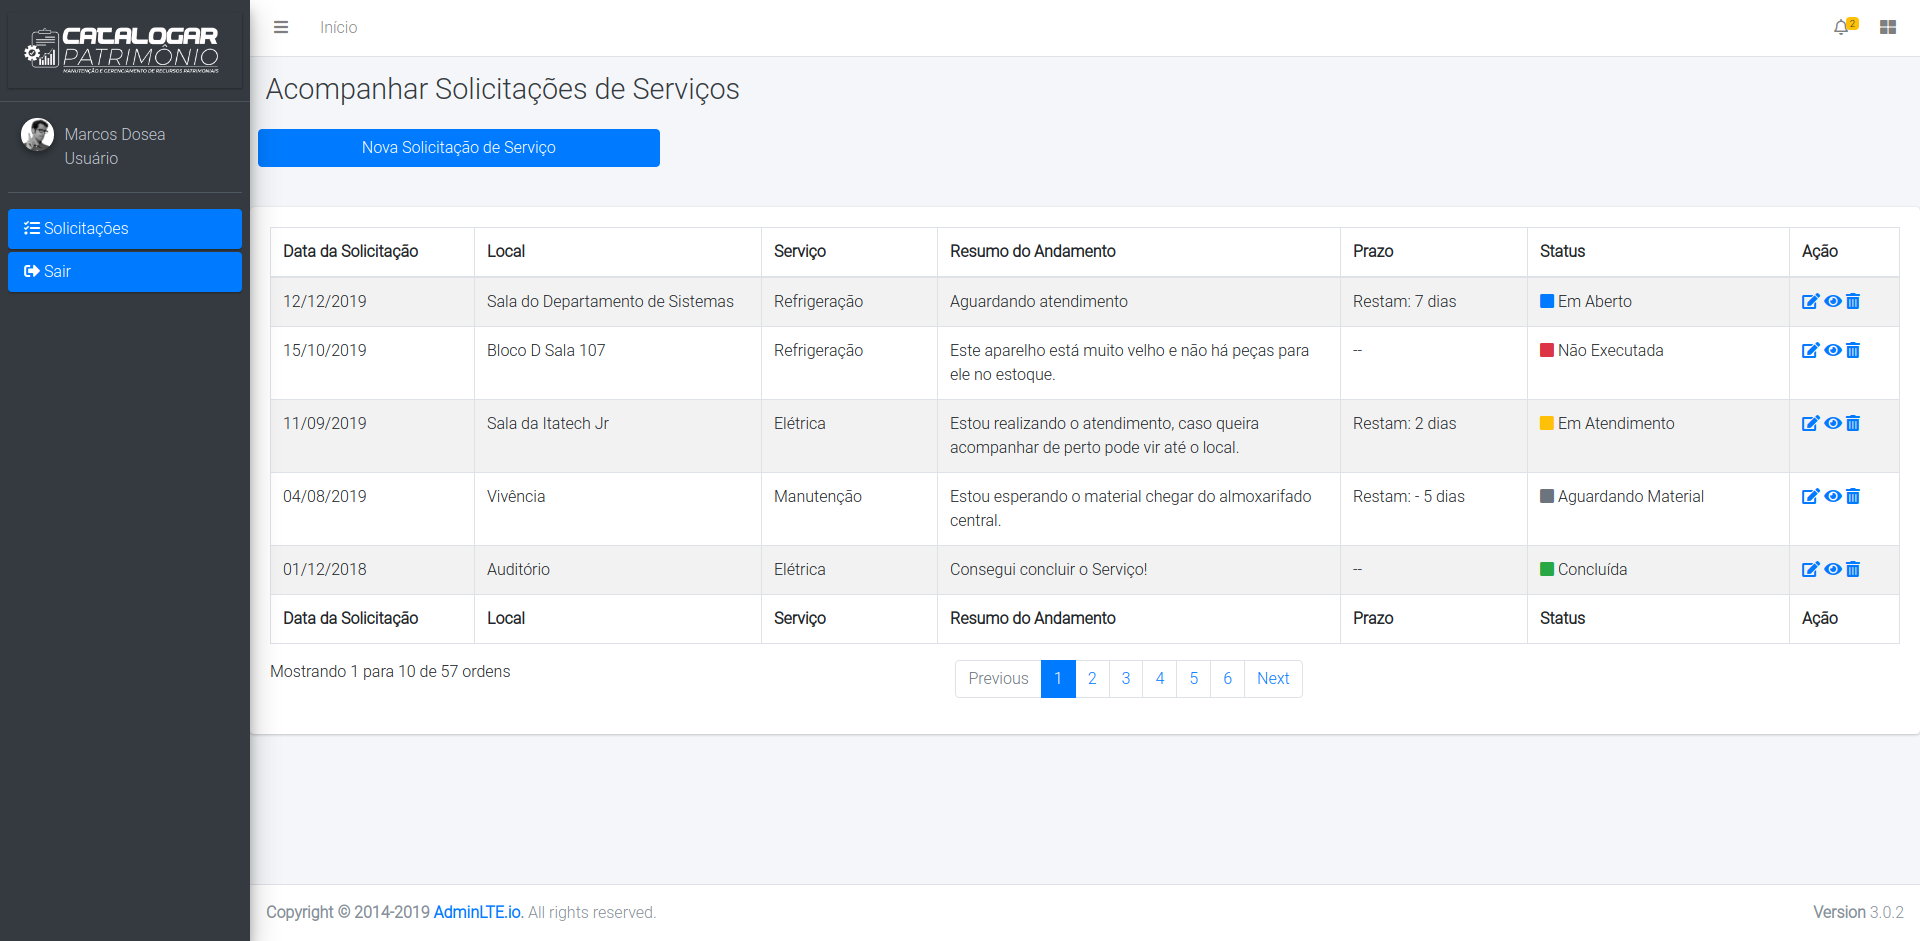 CATALOGAR
PATRIMÔNIO
MANUTENÇÃO E GERENCIAMENTO DE RECURSOS PATRIMONIAIS
Início
2
Marcos Dosea
Usuário
Solicitações
Sair
Acompanhar Solicitações de Serviços
Nova Solicitação de Serviço
Data da Solicitação Local Serviço Resumo do Andamento Prazo Status Ação
12/12/2019 Sala do Departamento de Sistemas Refrigeração Aguardando atendimento Restam: 7 dias Em Aberto
15/10/2019 Bloco D Sala 107 Refrigeração Este aparelho está muito velho e não há peças para -- Não Executada
ele no estoque.
11/09/2019 Sala da Itatech Jr Elétrica Estou realizando o atendimento, caso queira Restam: 2 dias Em Atendimento
acompanhar de perto pode vir até o local.
04/08/2019 Vivência Manutenção Estou esperando o material chegar do almoxarifado Restam: - 5 dias Aguardando Material
central.
01/12/2018 Auditório Elétrica Consegui concluir o Serviço! -- Concluída
Data da Solicitação Local Serviço Resumo do Andamento Prazo Status Ação
Mostrando 1 para 10 de 57 ordens
Previous 1 2 3 4 5 6 Next
Copyright © 2014-2019 AdminLTE.io. All rights reserved.
Version 3.0.2